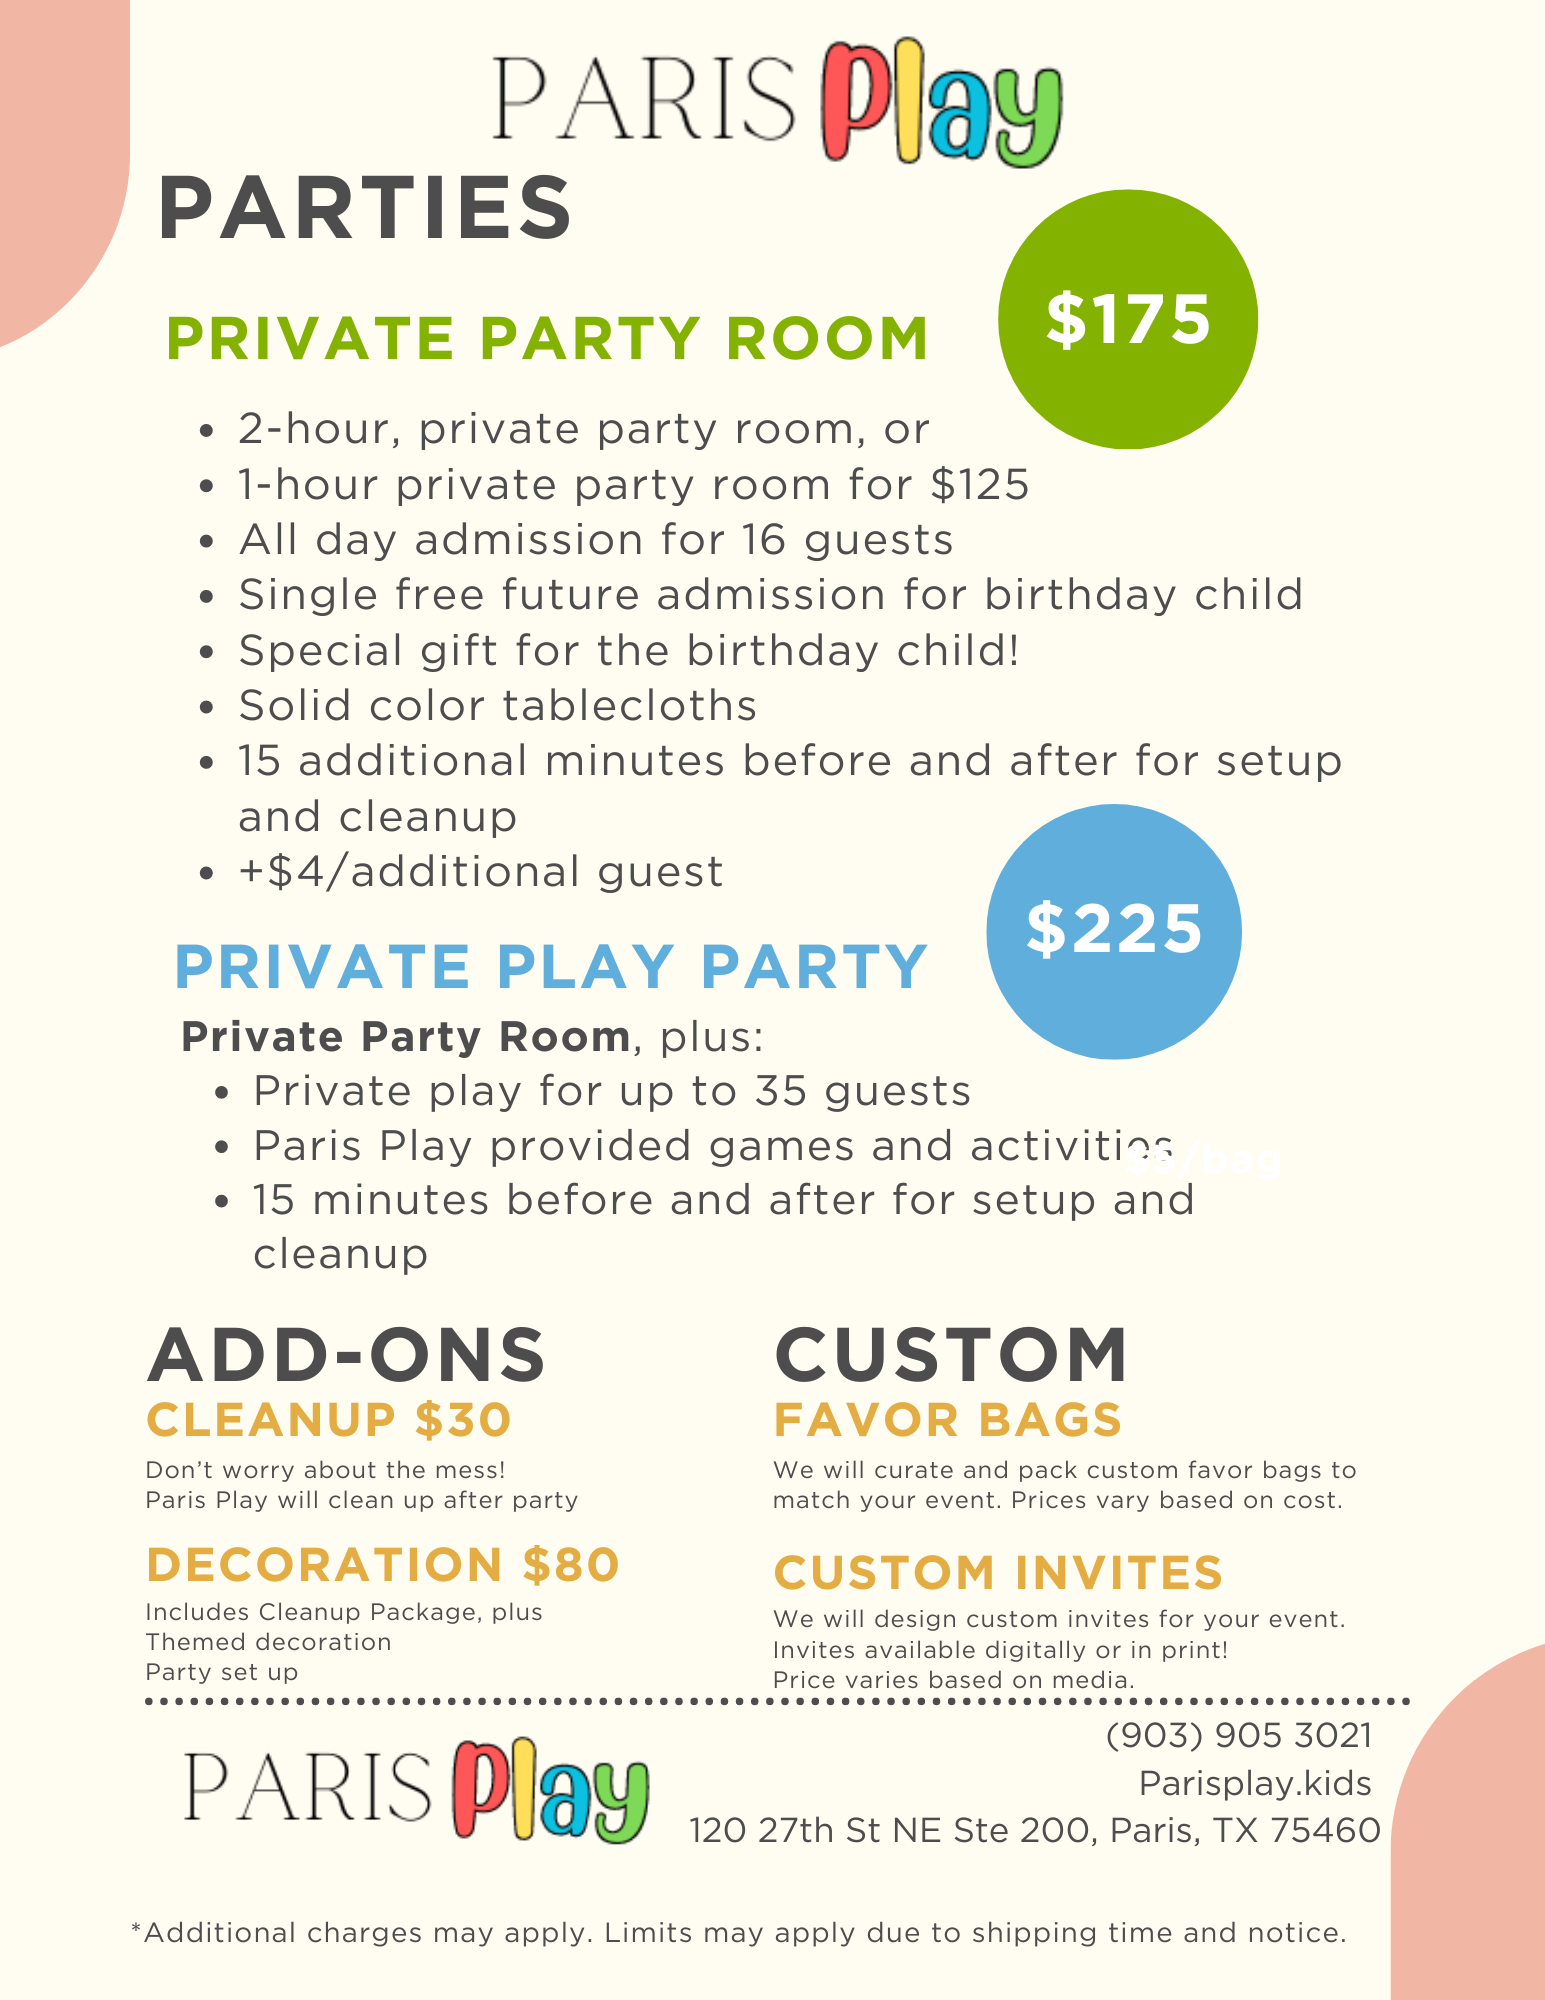 PARIS Play
PARTIES
$175
PRIVATE PARTY ROOM
• 2-hour, private party room, or
• 1-hour private party room for $125
• All day admission for 16 guests
• Single free future admission for birthday child
• Special gift for the birthday child!
• Solid color tablecloths
• 15 additional minutes before and after for setup
and cleanup
• +$4/additional guest
$225
PRIVATE PLAY PARTY
Private Party Room, plus:
• Private play for up to 35 guests
• Paris Play provided games and activities
$5/bag
• 15 minutes before and after for setup and
cleanup
ADD-ONS
CLEANUP $30
Don’t worry about the mess!
Paris Play will clean up after party
DECORATION $80
Includes Cleanup Package, plus
Themed decoration
Party set up
CUSTOM
FAVOR BAGS
We will curate and pack custom favor bags to
match your event. Prices vary based on cost.
CUSTOM INVITES
We will design custom invites for your event.
Invites available digitally or in print!
Price varies based on media.
PARIS Play
(903) 905 3021
Parisplay.kids
120 27th St NE Ste 200, Paris, TX 75460
*Additional charges may apply. Limits may apply due to shipping time and notice.